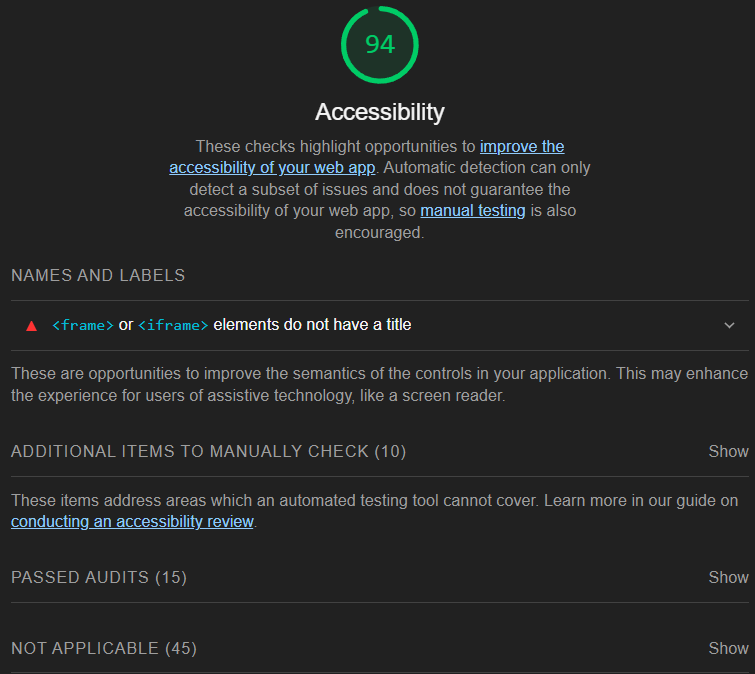 94
Accessibility
These checks highlight opportunities to improve the
accessibility of your web app. Automatic detection can only
detect a subset of issues and does not guarantee the
accessibility of your web app, so manual testing is also
encouraged.
NAMES AND LABELS
<frame> or <iframe> elements do not have a title
These are opportunities to improve the semantics of the controls in your application. This may enhance
the experience for users of assistive technology, like a screen reader.
ADDITIONAL ITEMS TO MANUALLY CHECK (10) Show
These items address areas which an automated testing tool cannot cover. Learn more in our guide on
conducting an accessibility review.
PASSED AUDITS (15) Show
NOT APPLICABLE (45) Show